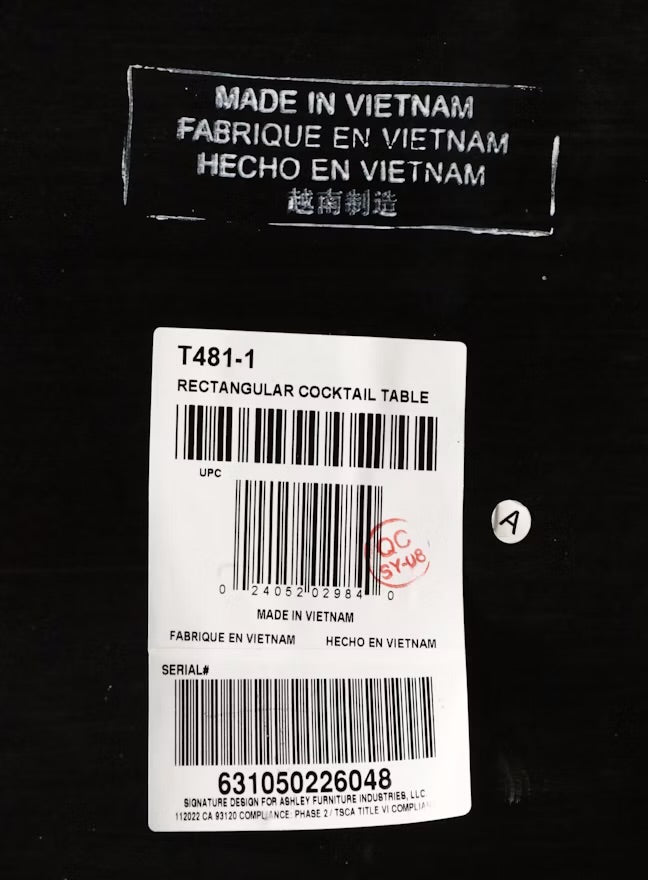 MADE IN VIETNAM
FABRIQUE EN VIETNAM
HECHO EN VIETNAM
越南制造
T481-1
RECTANGULAR COCKTAIL TABLE
UPC
0 24052 02984 0
QC
SY-U8
A
MADE IN VIETNAM
FABRIQUE EN VIETNAM HECHO EN VIETNAM
SERIAL#
631050226048
SIGNATURE DESIGN FOR ASHLEY FURNITURE INDUSTRIES, LLC.
112022 CA 93120 COMPLIANCE: PHASE 2 / TSCA TITLE VI COMPLIA